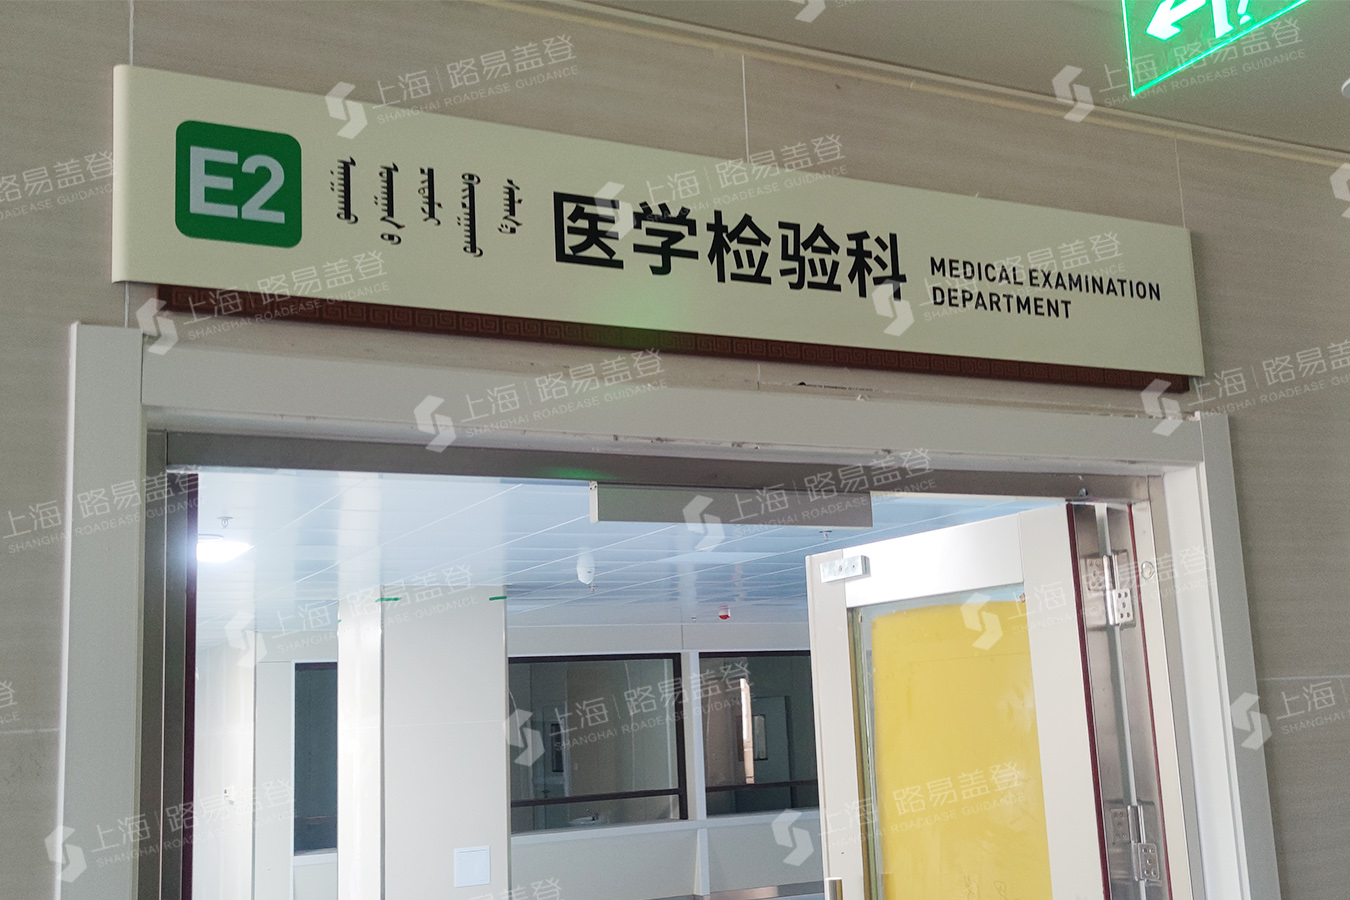 E2
医学检验科
MEDICAL EXAMINATION
DEPARTMENT
上海 | 路易盖登
SHANGHAI ROADEASE GUIDANCE